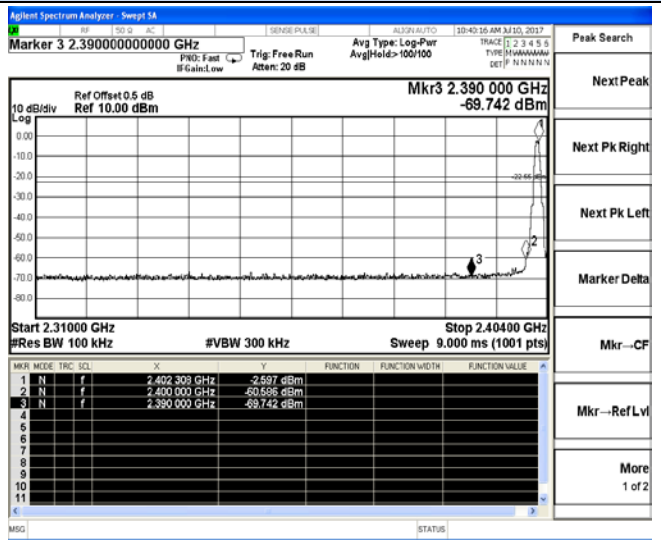 Agilent Spectrum Analyzer - Swept SA
RF 50 Ω AC SENSE:PULSE ALIGN AUTO 10:40:16 AM Jul 10, 2017
Marker 3 2.390000000000 GHz
PNO: Fast
IFGain:Low
Trig: Free Run
Atten: 20 dB
Avg Type: Log-Pwr
Avg|Hold:>100/100
TRACE 1 2 3 4 5 6
TYPE MWWWWW
DET P N N N N N
Ref Offset 0.5 dB
Ref 10.00 dBm
10 dB/div
Log
Mkr3 2.390 000 GHz
-69.742 dBm
0.00
-10.0
-20.0
-30.0
-40.0
-50.0
-60.0
-70.0
-80.0
1
-22.55 dBm
2
3
Start 2.31000 GHz Stop 2.40400 GHz
#Res BW 100 kHz #VBW 300 kHz Sweep 9.000 ms (1001 pts)
MKR MODE TRC SCL X Y FUNCTION FUNCTION WIDTH FUNCTION VALUE
1 N f 2.402 308 GHz -2.597 dBm
2 N f 2.400 000 GHz -60.586 dBm
3 N f 2.390 000 GHz -69.742 dBm
4
5
6
7
8
9
10
11
MSG STATUS
Peak Search
Next Peak
Next Pk Right
Next Pk Left
Marker Delta
Mkr→CF
Mkr→Ref Lvl
More
1 of 2